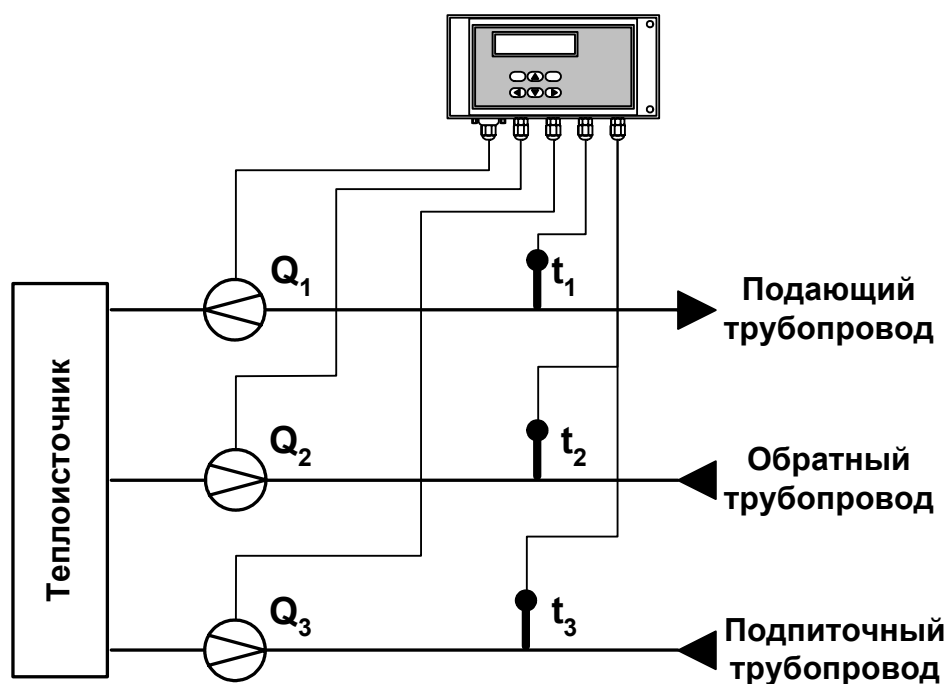 Q1
t1
Подающий
трубопровод
Теплоисточник
Q2
t2
Обратный
трубопровод
Q3
t3
Подпиточный
трубопровод